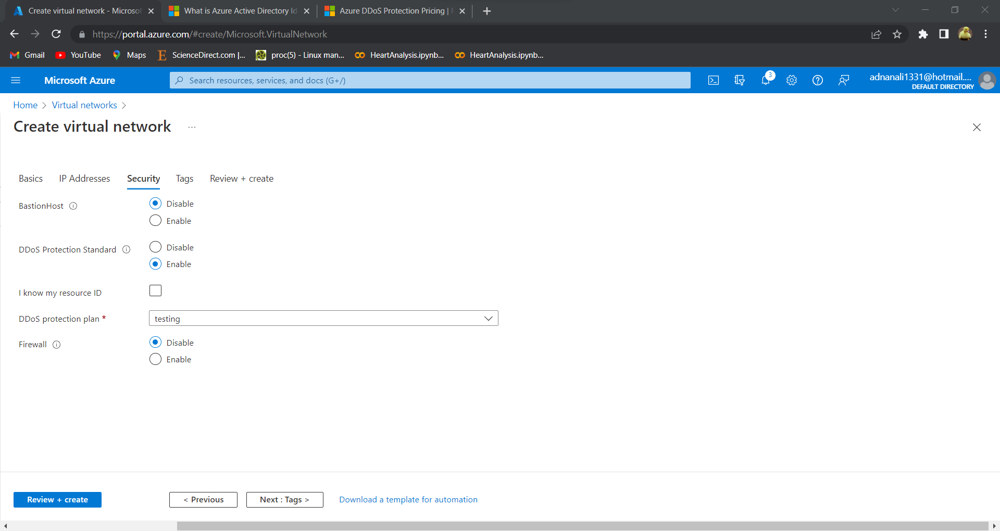 Create virtual network - Microsof
What is Azure Active Directory Id
Azure DDoS Protection Pricing |
https://portal.azure.com/#create/Microsoft.VirtualNetwork
Gmail
YouTube
Maps
ScienceDirect.com |...
proc(5) - Linux man...
HeartAnalysis.ipynb...
HeartAnalysis.ipynb...
Microsoft Azure
Search resources, services, and docs (G+/)
3
adnanali1331@hotmail....
DEFAULT DIRECTORY
Home > Virtual networks >
Create virtual network ...
Basics
IP Addresses
Security
Tags
Review + create
BastionHost
Disable
Enable
DDoS Protection Standard
Disable
Enable
I know my resource ID
DDoS protection plan *
testing
Firewall
Disable
Enable
Review + create
< Previous
Next : Tags >
Download a template for automation